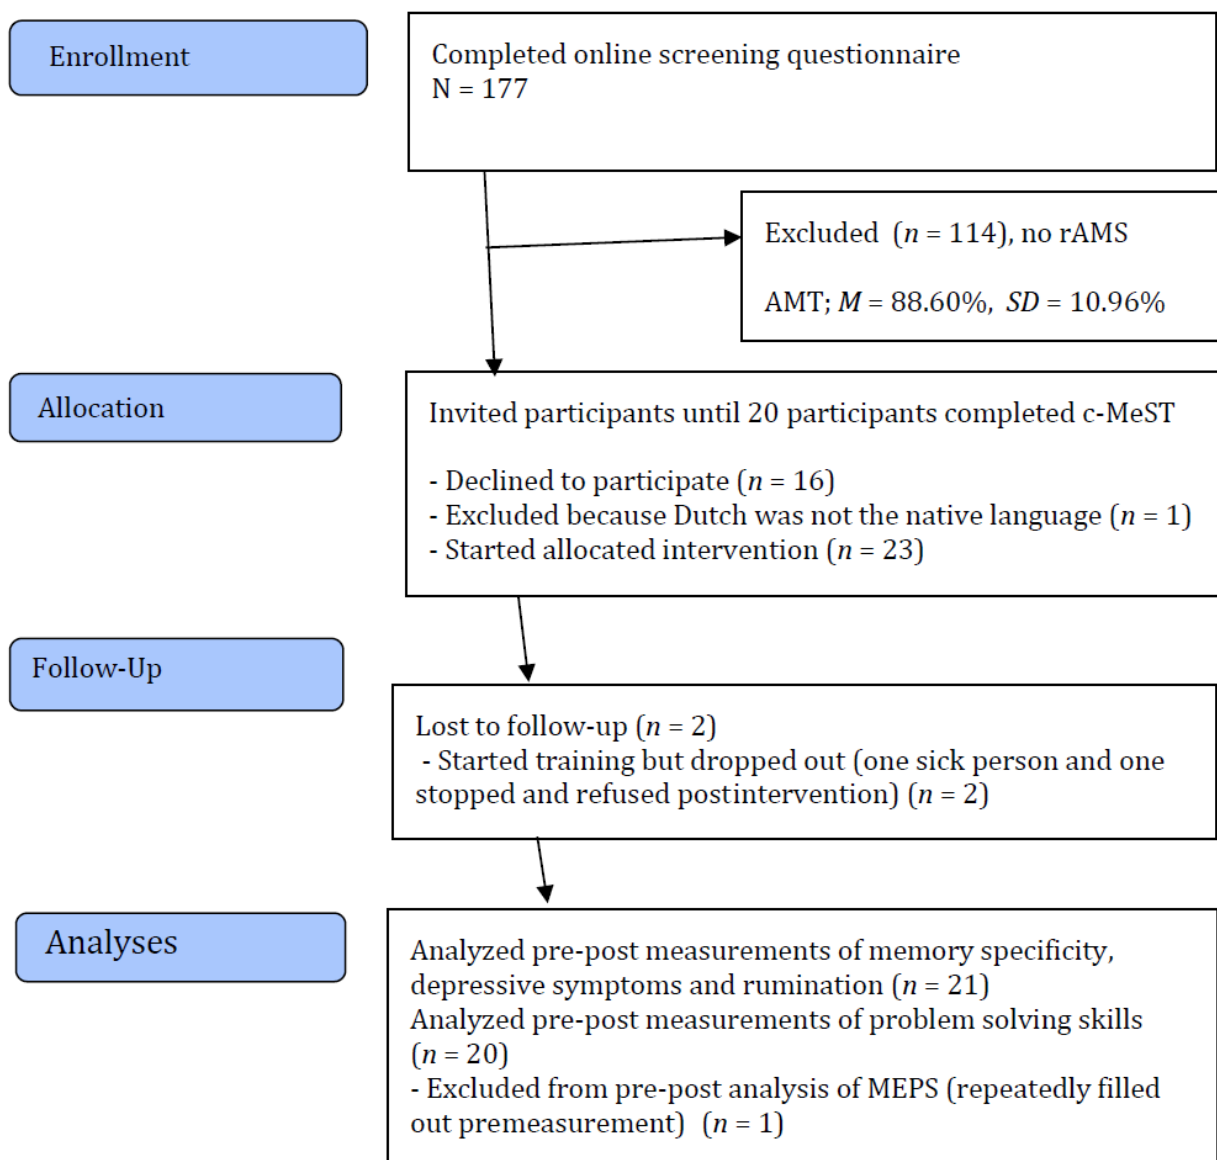 Enrollment
Completed online screening questionnaire
N = 177
Excluded (n = 114), no rAMS
AMT; M = 88.60%, SD = 10.96%
Allocation
Invited participants until 20 participants completed c-MeST
- Declined to participate (n = 16)
- Excluded because Dutch was not the native language (n = 1)
- Started allocated intervention (n = 23)
Follow-Up
Lost to follow-up (n = 2)
- Started training but dropped out (one sick person and one
stopped and refused postintervention) (n = 2)
Analyses
Analyzed pre-post measurements of memory specificity,
depressive symptoms and rumination (n = 21)
Analyzed pre-post measurements of problem solving skills
(n = 20)
- Excluded from pre-post analysis of MEPS (repeatedly filled
out premeasurement) (n = 1)